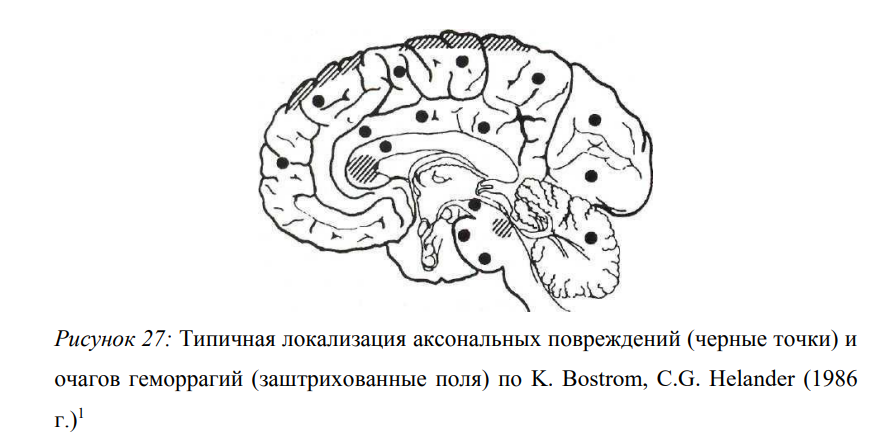 Рисунок 27: Типичная локализация аксональных повреждений (черные точки) и
очагов геморрагий (заштрихованные поля) по K. Bostrom, C.G. Helander (1986
г.)1